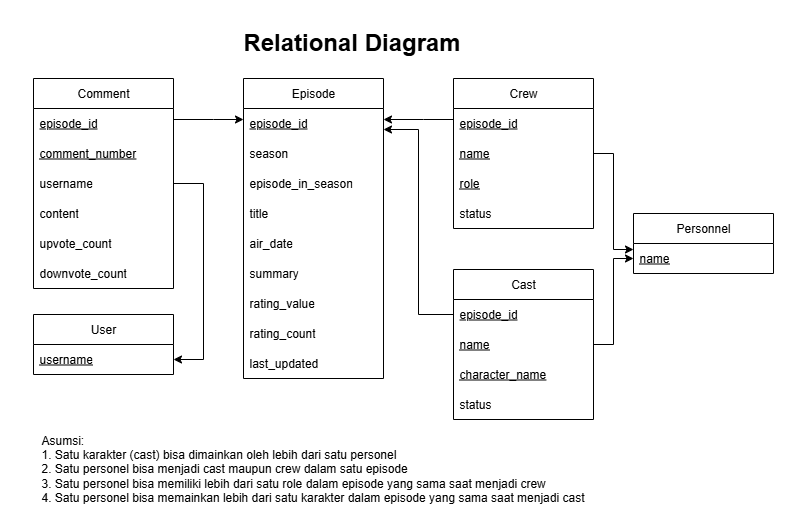 Relational Diagram
Comment
episode_id
comment_number
username
content
upvote_count
downvote_count
User
username
Episode
episode_id
season
episode_in_season
title
air_date
summary
rating_value
rating_count
last_updated
Crew
episode_id
name
role
status
Cast
episode_id
name
character_name
status
Personnel
name
Asumsi:
1. Satu karakter (cast) bisa dimainkan oleh lebih dari satu personel
2. Satu personel bisa menjadi cast maupun crew dalam satu episode
3. Satu personel bisa memiliki lebih dari satu role dalam episode yang sama saat menjadi crew
4. Satu personel bisa memainkan lebih dari satu karakter dalam episode yang sama saat menjadi cast